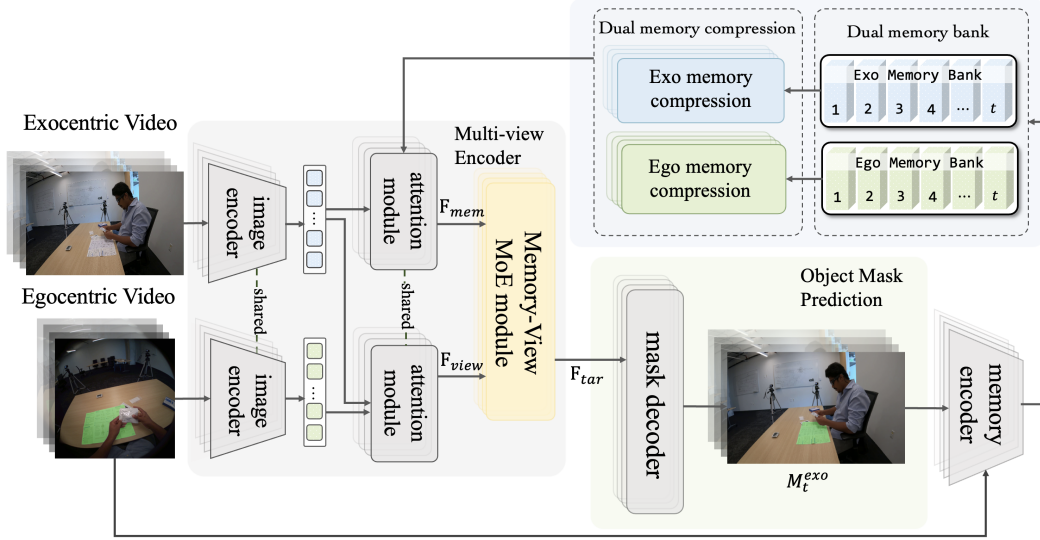 Dual memory compression
Dual memory bank
Exo memory
compression
Exo Memory Bank
1 2 3 4 ... t
Ego memory
compression
Ego Memory Bank
1 2 3 4 ... t
Exocentric Video
Egocentric Video
Multi-view
Encoder
image
encoder
...
attention
module
shared
shared
image
encoder
...
attention
module
F_mem
F_view
Memory-View
MoE module
F_tar
Object Mask
Prediction
mask decoder
M_t^exo
memory
encoder